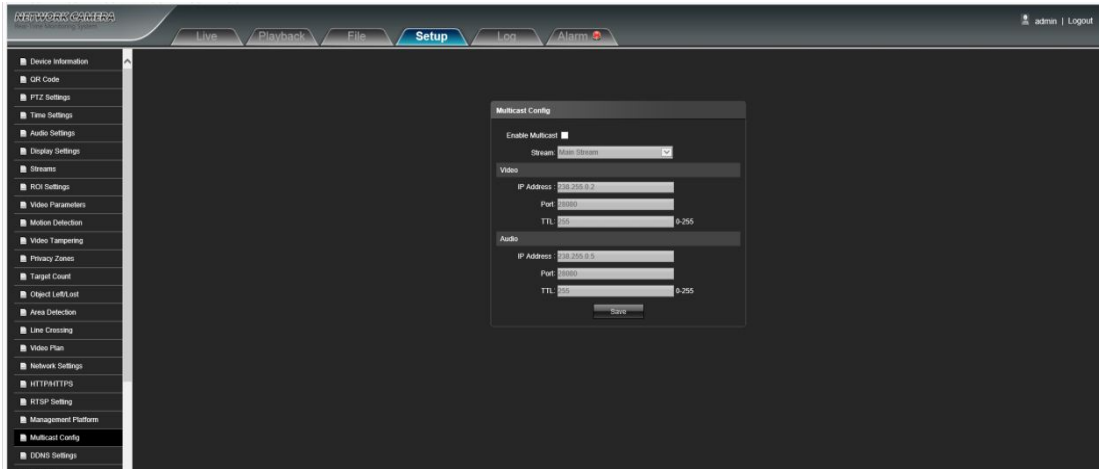 NETWORK CAMERA
Real Time Monitoring System
Live
Playback
File
Setup
Log
Alarm
admin | Logout
Device Information
QR Code
PTZ Settings
Time Settings
Audio Settings
Display Settings
Streams
ROI Settings
Video Parameters
Motion Detection
Video Tampering
Privacy Zones
Target Count
Object Left/Lost
Area Detection
Line Crossing
Video Plan
Network Settings
HTTP/HTTPS
RTSP Setting
Management Platform
Multicast Config
DDNS Settings
Multicast Config
Enable Multicast
Stream: Main Stream
Video
IP Address : 238.255.0.2
Port:
TTL: 255 0-255
Audio
IP Address : 238.255.0.5
Port:
TTL: 255 0-255
Save